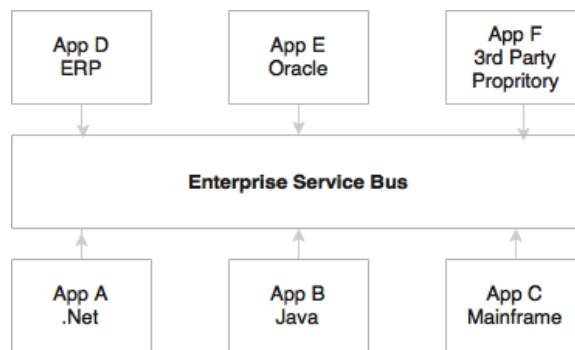 App D
ERP
App E
Oracle
App F
3rd Party
Propritory
Enterprise Service Bus
App A
.Net
App B
Java
App C
Mainframe